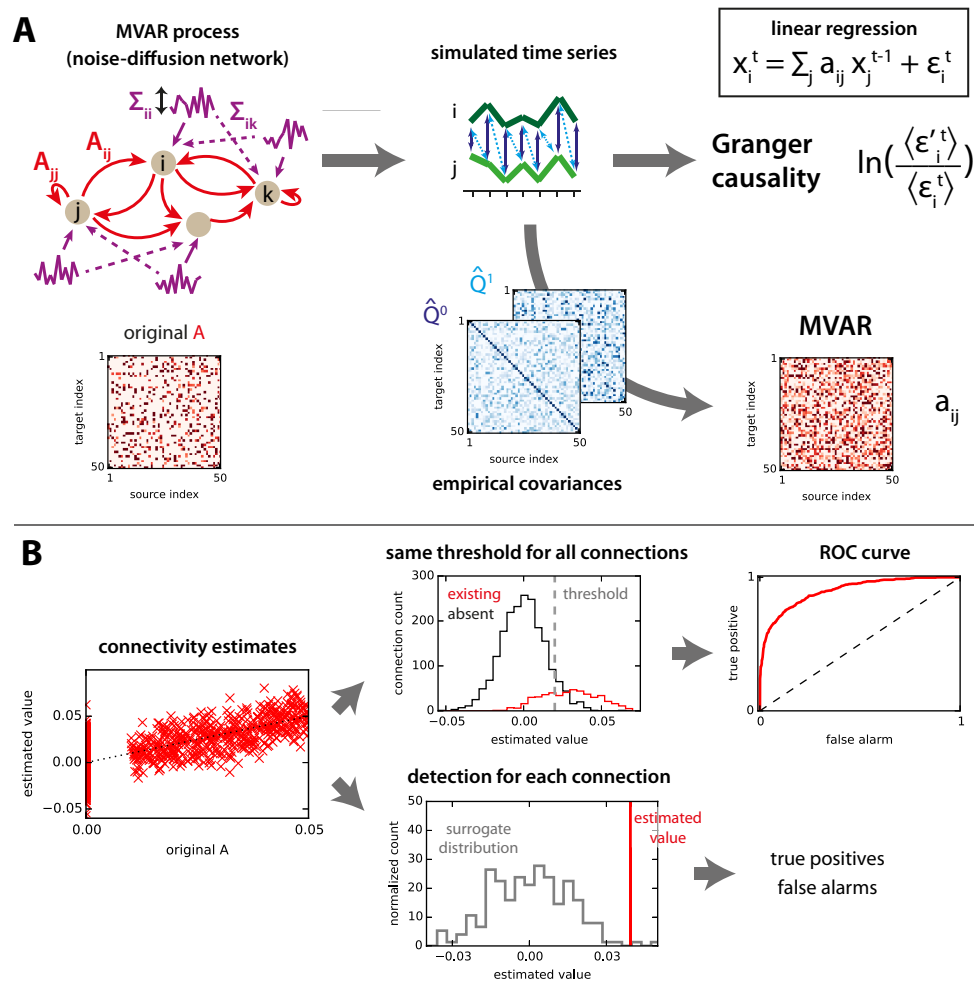 A
MVAR process
(noise-diffusion network)
Σii
Σik
Aij
Ajj
i
j
k
original A
1
target index
50
1
50
source index
simulated time series
i
j
Q̂⁰
Q̂¹
1
1
target index
50
50
1
50
source index
empirical covariances
linear regression
xᵢᵗ = Σⱼ aᵢⱼ xⱼᵗ⁻¹ + εᵢᵗ
Granger
causality
ln(⟨ε'ᵢᵗ⟩/⟨εᵢᵗ⟩)
MVAR
1
target index
50
1
50
source index
aij
B
connectivity estimates
estimated value
0.05
0.00
−0.05
0.00
0.05
original A
same threshold for all connections
connection count
300
200
100
0
existing
absent
threshold
−0.05
0.00
0.05
estimated value
ROC curve
true positive
1
0
0
1
false alarm
detection for each connection
normalized count
50
40
30
20
10
0
surrogate
distribution
estimated
value
−0.03
0.00
0.03
estimated value
true positives
false alarms